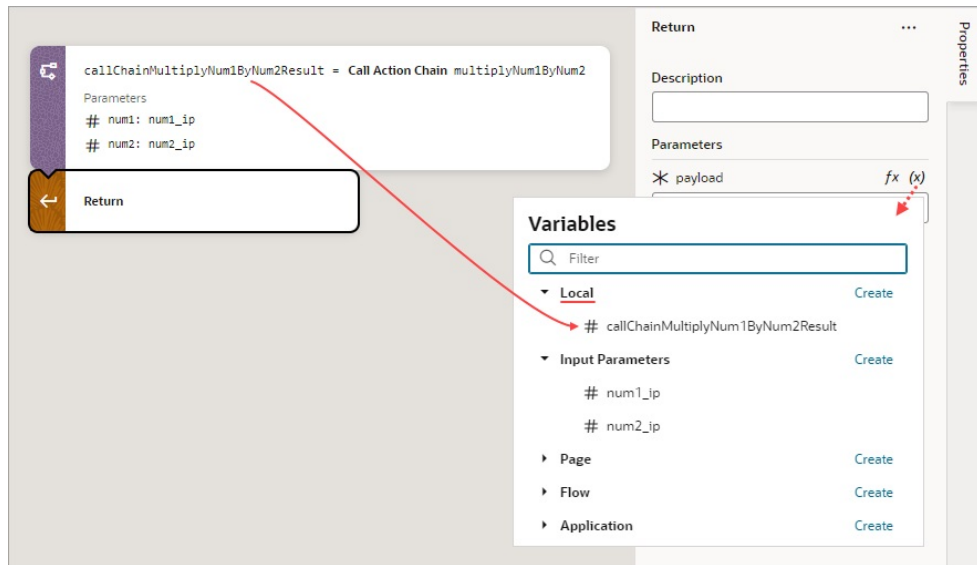 callChainMultiplyNum1ByNum2Result = Call Action Chain multiplyNum1ByNum2
Parameters
# num1: num1_ip
# num2: num2_ip
Return
Return
...
Properties
Description
Parameters
payload
fx (x)
Variables
Filter
Local
Create
# callChainMultiplyNum1ByNum2Result
Input Parameters
Create
# num1_ip
# num2_ip
Page
Create
Flow
Create
Application
Create